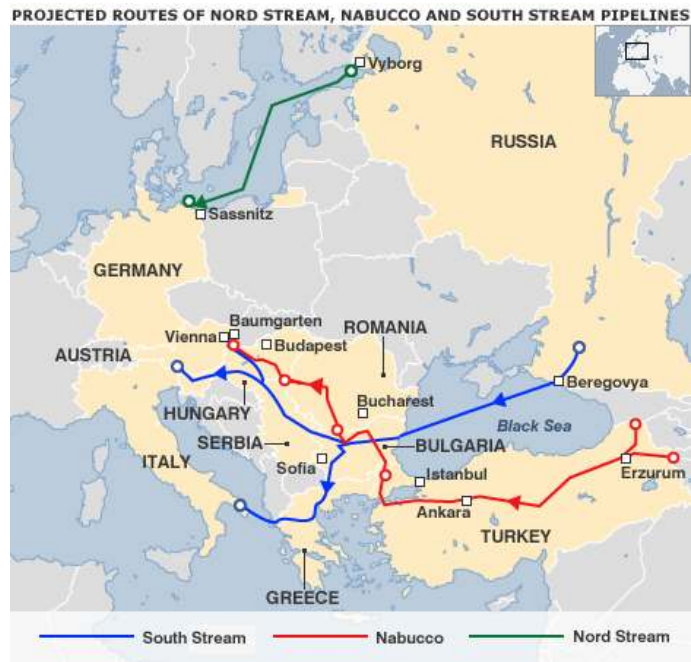 PROJECTED ROUTES OF NORD STREAM, NABUCCO AND SOUTH STREAM PIPELINES
Vyborg
RUSSIA
Sassnitz
GERMANY
Baumgarten
Vienna
ROMANIA
Budapest
AUSTRIA
Beregovya
HUNGARY
Bucharest
Black Sea
SERBIA
BULGARIA
ITALY
Sofia
Istanbul
Erzurum
Ankara
TURKEY
GREECE
South Stream
Nabucco
Nord Stream